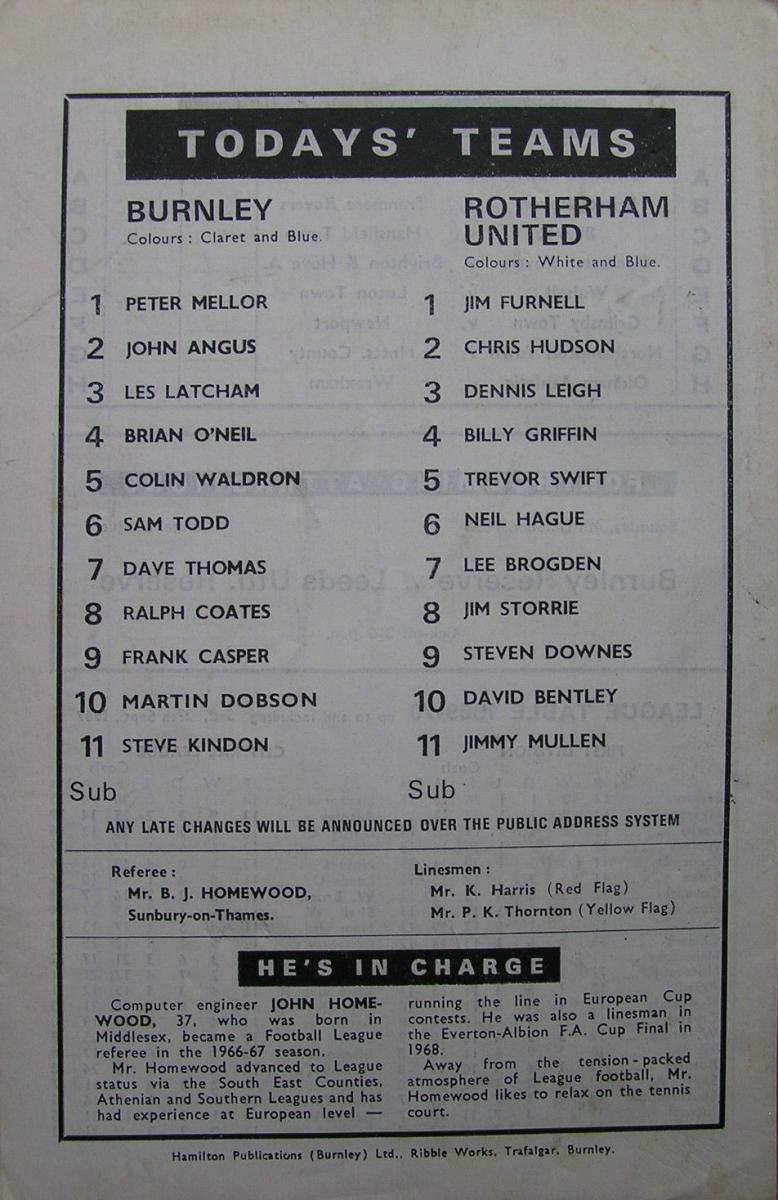 TODAYS' TEAMS
BURNLEY
Colours : Claret and Blue.
1 PETER MELLOR
2 JOHN ANGUS
3 LES LATCHAM
4 BRIAN O'NEIL
5 COLIN WALDRON
6 SAM TODD
7 DAVE THOMAS
8 RALPH COATES
9 FRANK CASPER
10 MARTIN DOBSON
11 STEVE KINDON
Sub
ROTHERHAM
UNITED
Colours : White and Blue.
1 JIM FURNELL
2 CHRIS HUDSON
3 DENNIS LEIGH
4 BILLY GRIFFIN
5 TREVOR SWIFT
6 NEIL HAGUE
7 LEE BROGDEN
8 JIM STORRIE
9 STEVEN DOWNES
10 DAVID BENTLEY
11 JIMMY MULLEN
Sub
ANY LATE CHANGES WILL BE ANNOUNCED OVER THE PUBLIC ADDRESS SYSTEM
Referee :
Mr. B. J. HOMEWOOD,
Sunbury-on-Thames.
Linesmen :
Mr. K. Harris (Red Flag)
Mr. P. K. Thornton (Yellow Flag)
HE'S IN CHARGE
Computer engineer JOHN HOME-
WOOD, 37, who was born in
Middlesex, became a Football League
referee in the 1966-67 season.
Mr. Homewood advanced to League
status via the South East Counties,
Athenian and Southern Leagues and has
had experience at European level —
running the line in European Cup
contests. He was also a linesman in
the Everton-Albion F.A. Cup Final in
1968.
Away from the tension-packed
atmosphere of League football, Mr.
Homewood likes to relax on the tennis
court.
Hamilton Publications (Burnley) Ltd., Ribble Works, Trafalgar, Burnley.